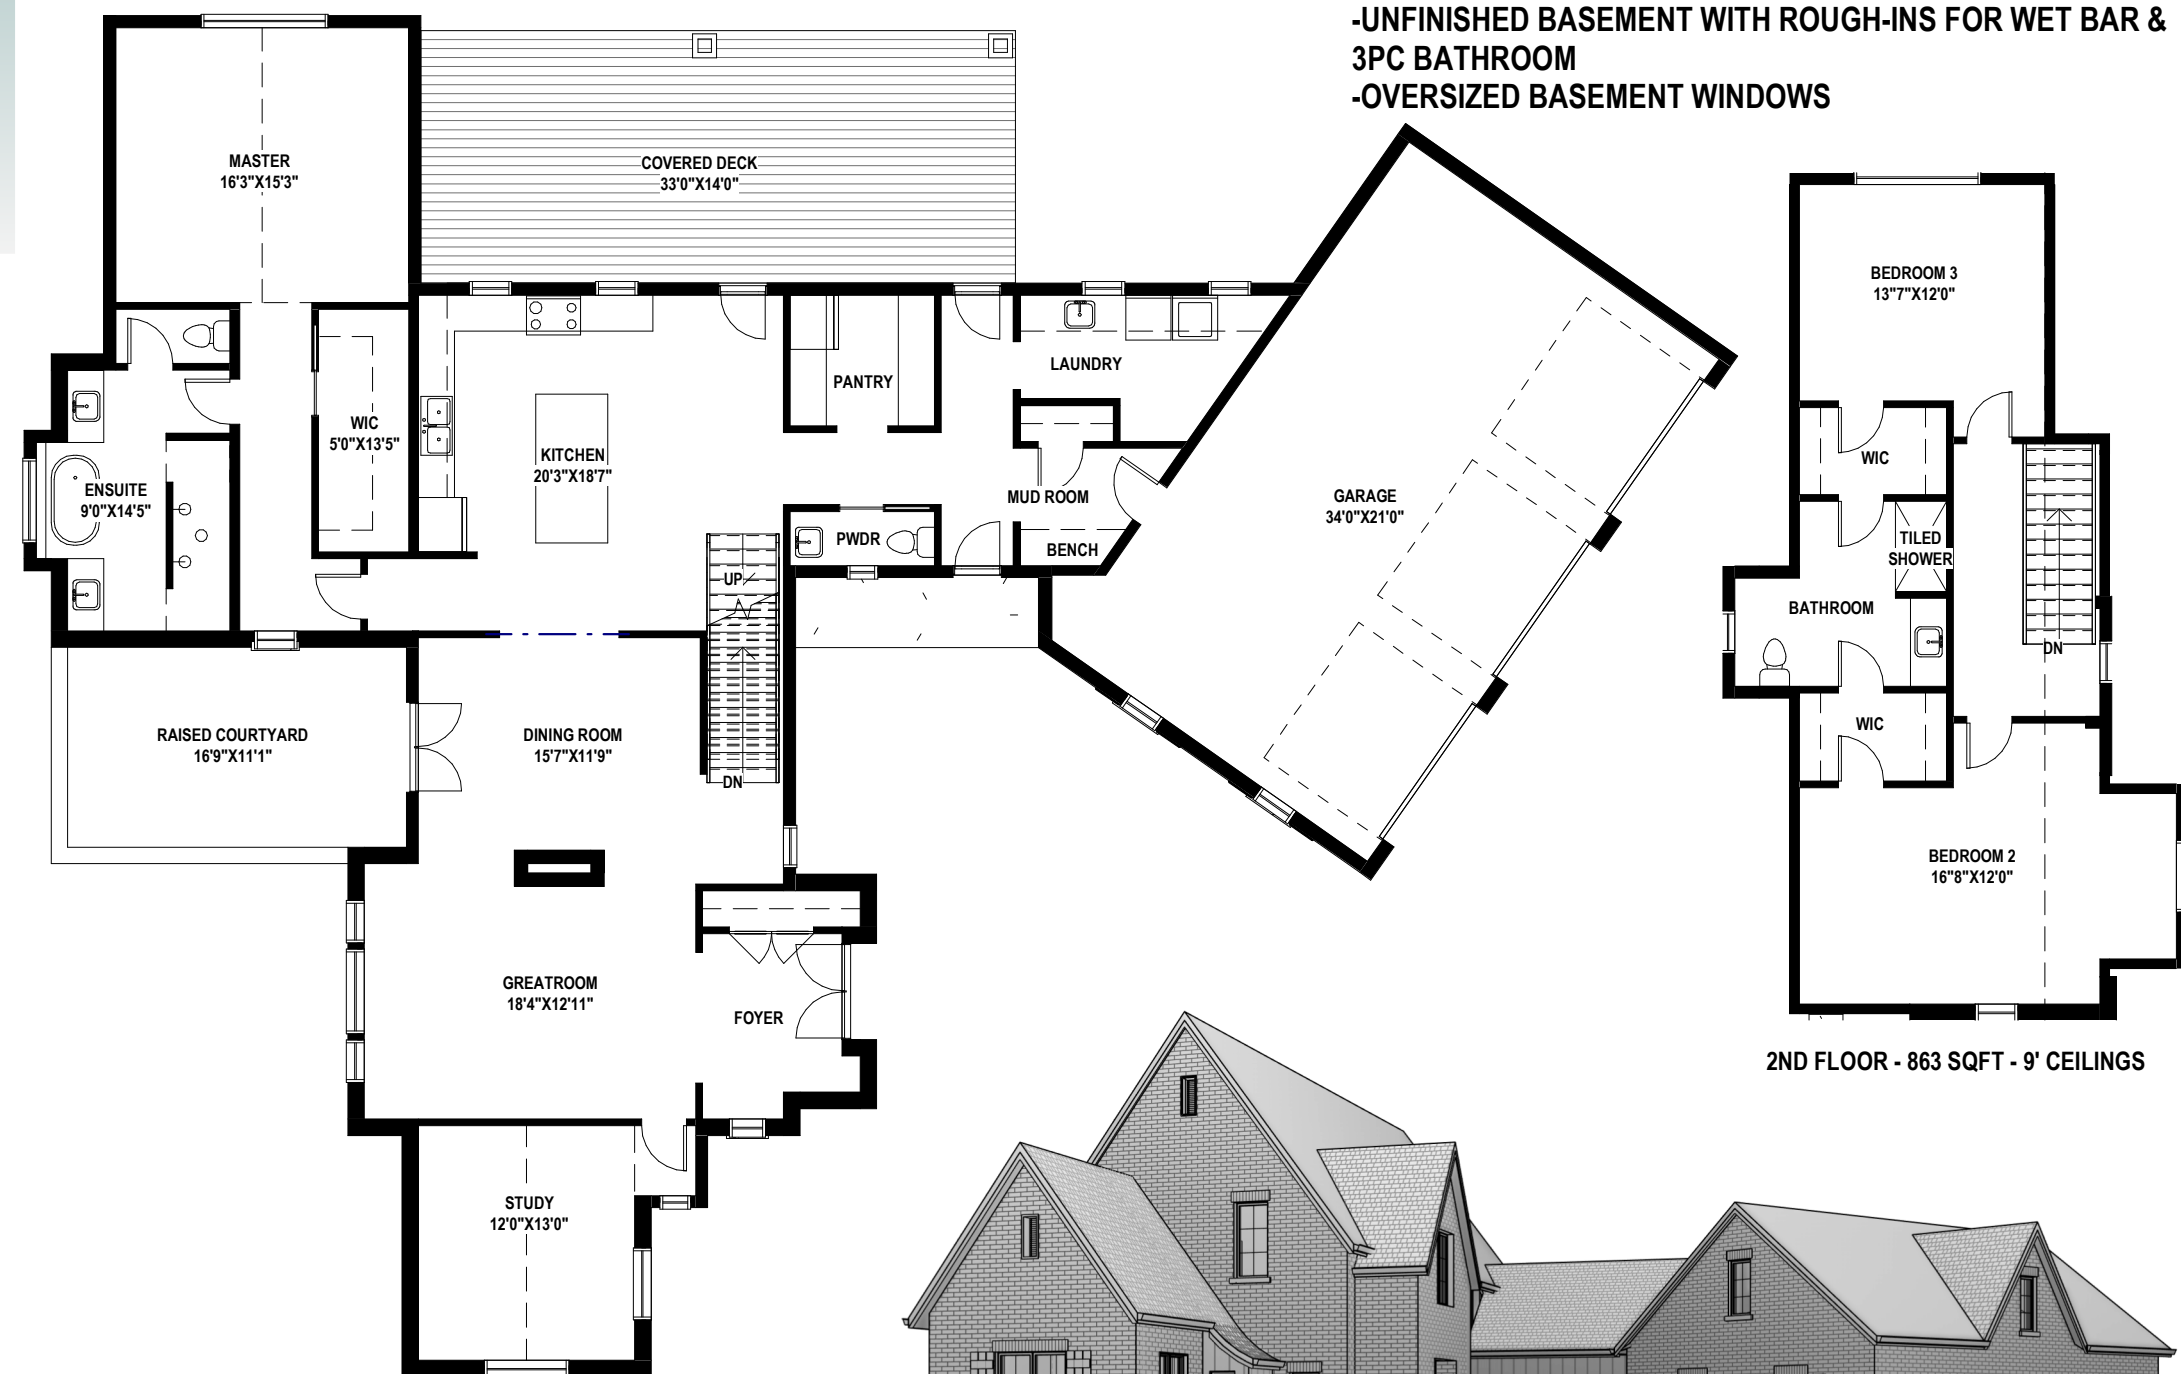 -UNFINISHED BASEMENT WITH ROUGH-INS FOR WET BAR &
3PC BATHROOM
-OVERSIZED BASEMENT WINDOWS
MASTER
16'3"X15'3"
COVERED DECK
33'0"X14'0"
BEDROOM 3
13'7"X12'0"
LAUNDRY
PANTRY
WIC
5'0"X13'5"
KITCHEN
20'3"X18'7"
WIC
ENSUITE
9'0"X14'5"
MUD ROOM
GARAGE
34'0"X21'0"
PWDR
BENCH
TILED
SHOWER
UP
BATHROOM
DN
RAISED COURTYARD
16'9"X11'1"
DINING ROOM
15'7"X11'9"
WIC
DN
BEDROOM 2
16'8"X12'0"
GREATROOM
18'4"X12'11"
FOYER
2ND FLOOR - 863 SQFT - 9' CEILINGS
STUDY
12'0"X13'0"